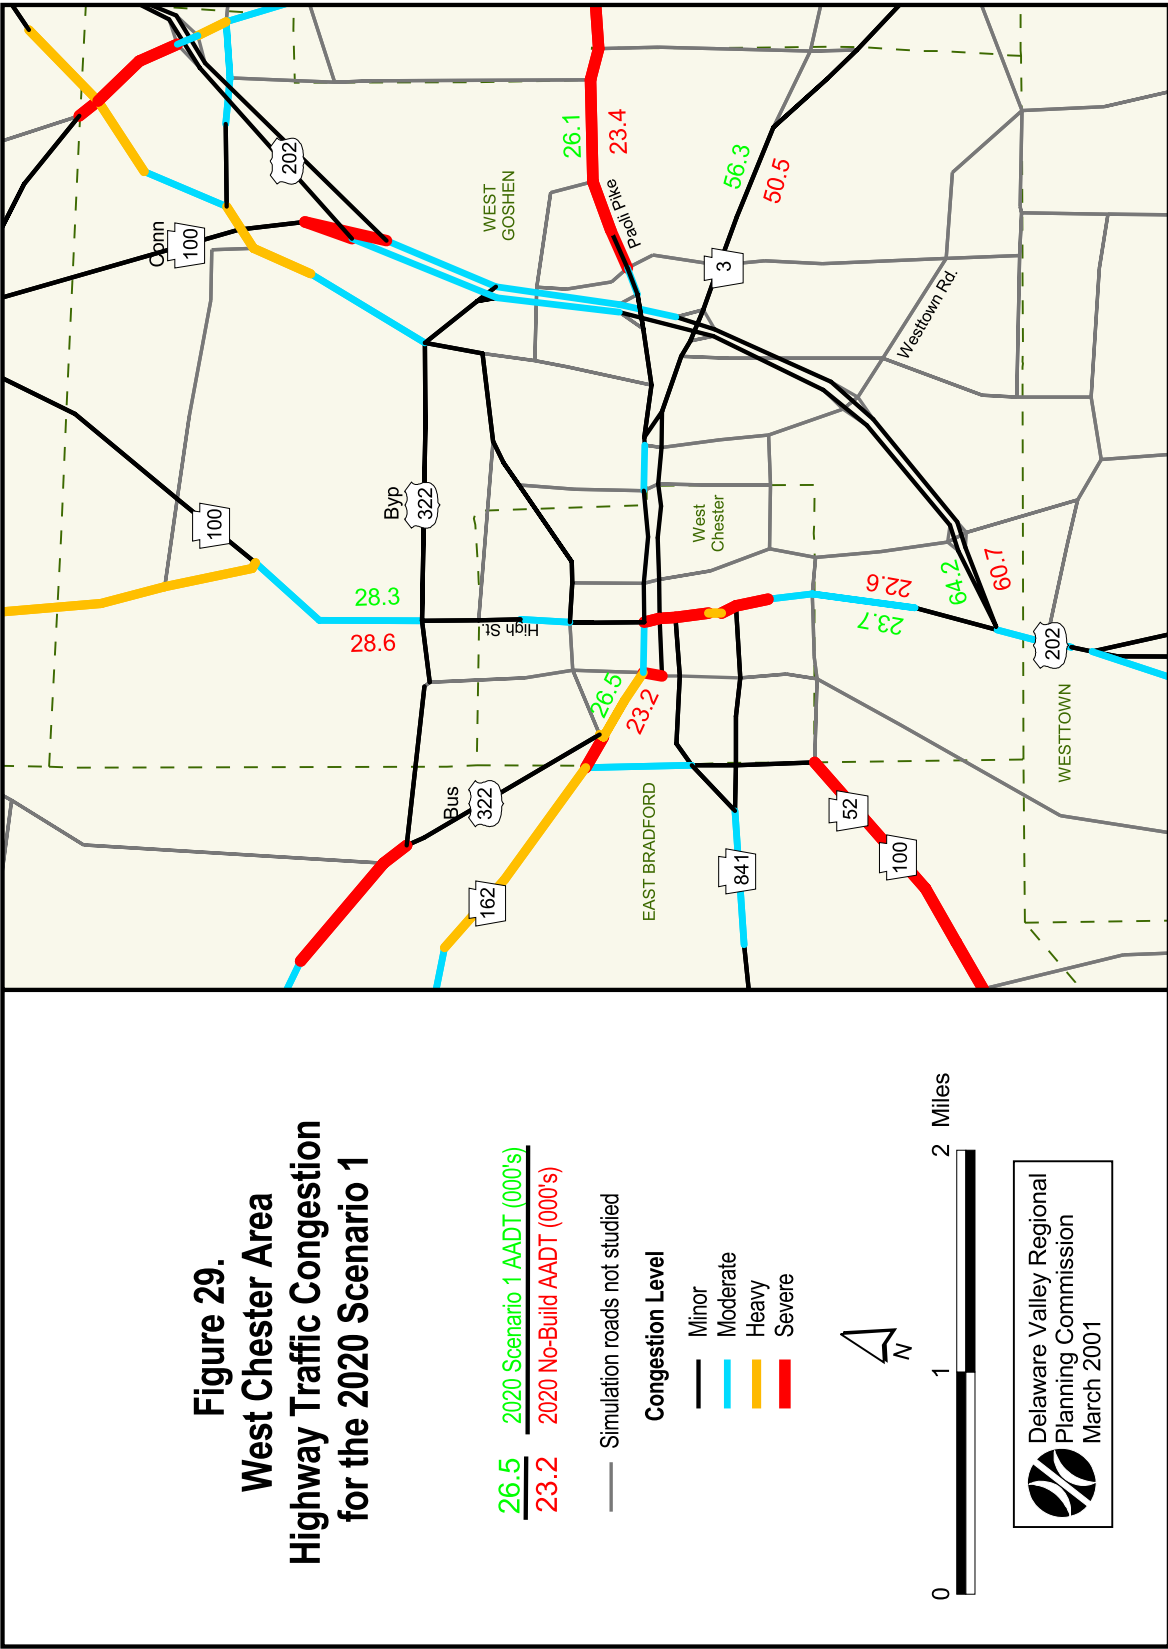 Figure 29.
West Chester Area
Highway Traffic Congestion
for the 2020 Scenario 1
26.5
23.2
2020 Scenario 1 AADT (000's)
2020 No-Build AADT (000's)
Simulation roads not studied
Congestion Level
Minor
Moderate
Heavy
Severe
N
0
1
2
Miles
Delaware Valley Regional
Planning Commission
March 2001
Conn
100
202
WEST
GOSHEN
26.1
23.4
Paoli Pike
56.3
50.5
3
Westtown Rd.
100
Byp
322
28.3
28.6
High St.
West
Chester
22.6
23.7
64.2
60.7
202
WESTTOWN
26.5
23.2
Bus
322
162
EAST BRADFORD
841
52
100